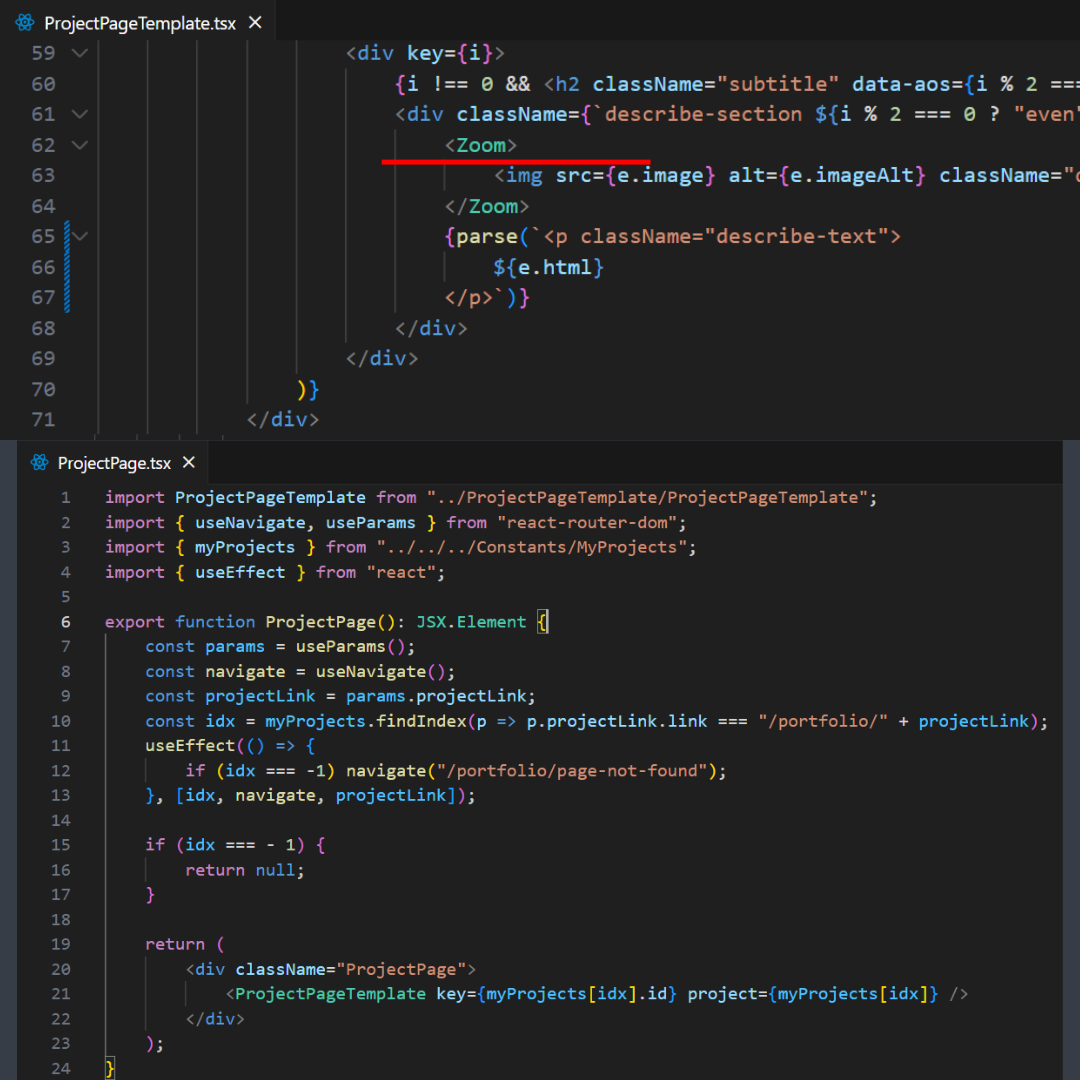 ProjectPageTemplate.tsx
59 <div key={i}>
60 {i !== 0 && <h2 className="subtitle" data-aos={i % 2 ===
61 <div className={`describe-section ${i % 2 === 0 ? "even"
62 <Zoom>
63 <img src={e.image} alt={e.imageAlt} className="
64 </Zoom>
65 {parse(`<p className="describe-text">
66 ${e.html}
67 </p>`)}
68 </div>
69 </div>
70 )}
71 </div>
ProjectPage.tsx
1 import ProjectPageTemplate from "../ProjectPageTemplate/ProjectPageTemplate";
2 import { useNavigate, useParams } from "react-router-dom";
3 import { myProjects } from "../../../Constants/MyProjects";
4 import { useEffect } from "react";
5
6 export function ProjectPage(): JSX.Element {
7 const params = useParams();
8 const navigate = useNavigate();
9 const projectLink = params.projectLink;
10 const idx = myProjects.findIndex(p => p.projectLink.link === "/portfolio/" + projectLink);
11 useEffect(() => {
12 if (idx === -1) navigate("/portfolio/page-not-found");
13 }, [idx, navigate, projectLink]);
14
15 if (idx === - 1) {
16 return null;
17 }
18
19 return (
20 <div className="ProjectPage">
21 <ProjectPageTemplate key={myProjects[idx].id} project={myProjects[idx]} />
22 </div>
23 );
24 }